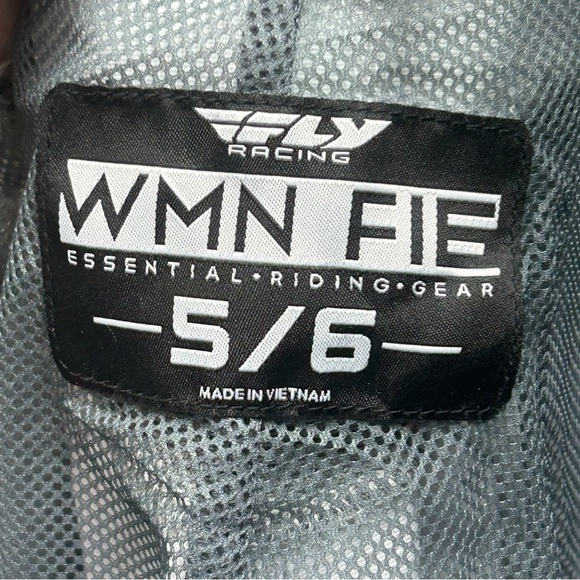 FLY
RACING
WMN FIE
ESSENTIAL•RIDING•GEAR
5/6
MADE IN VIETNAM